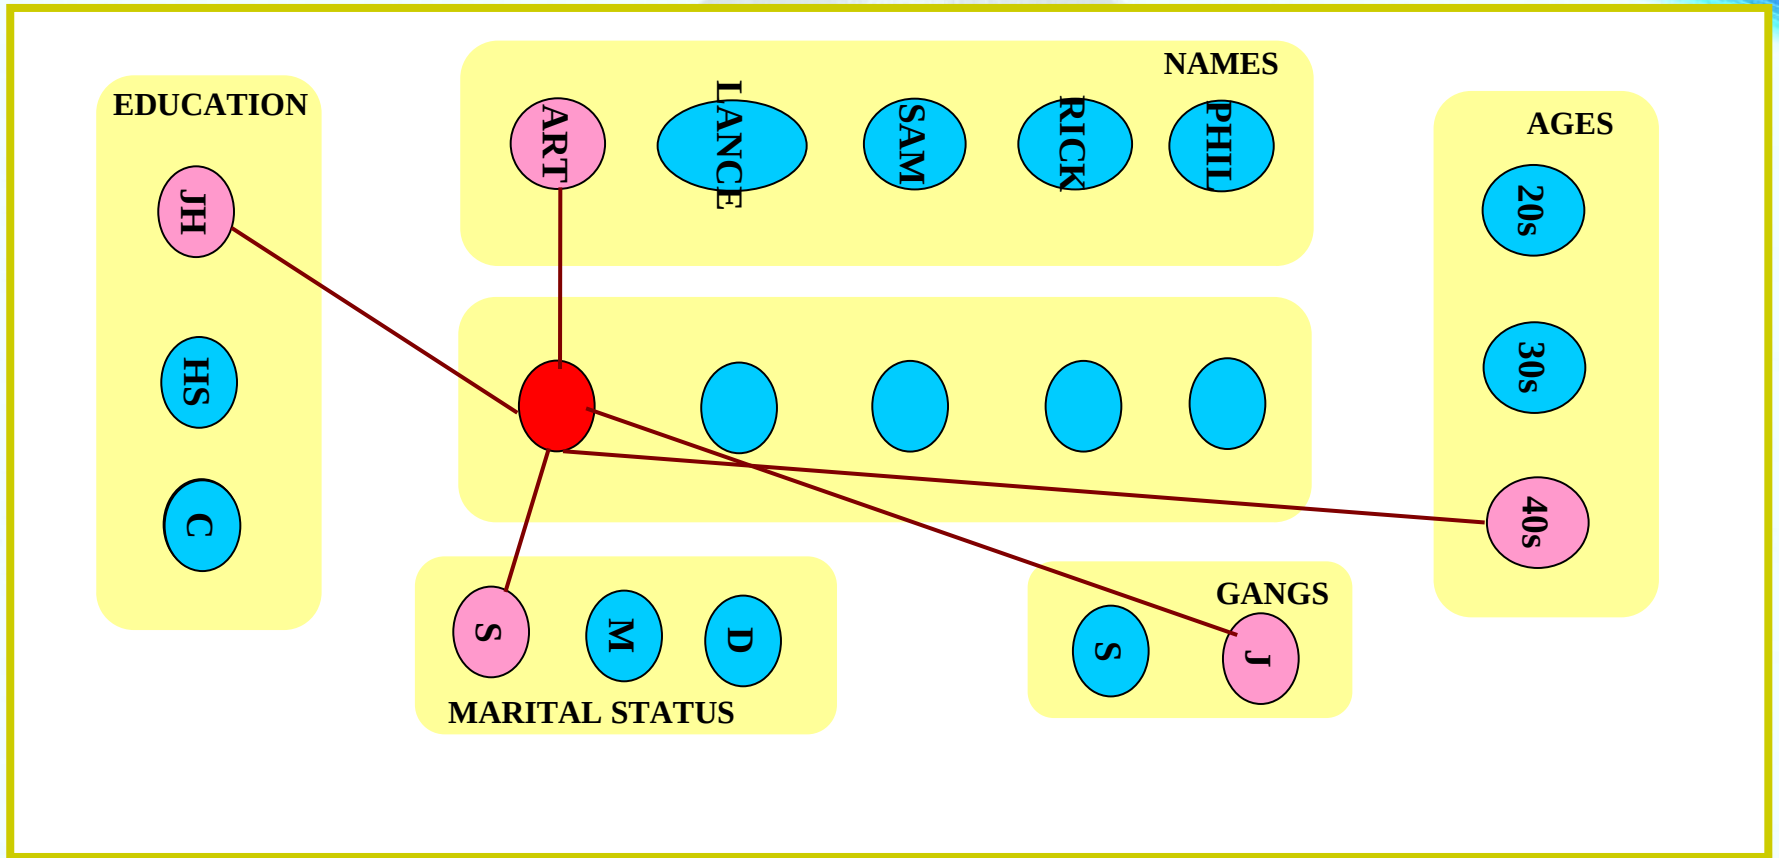 EDUCATION
JH
HS
C
NAMES
ART
LANCE
SAM
RICK
PHIL
AGES
20s
30s
40s
S
M
D
MARITAL STATUS
GANGS
S
J